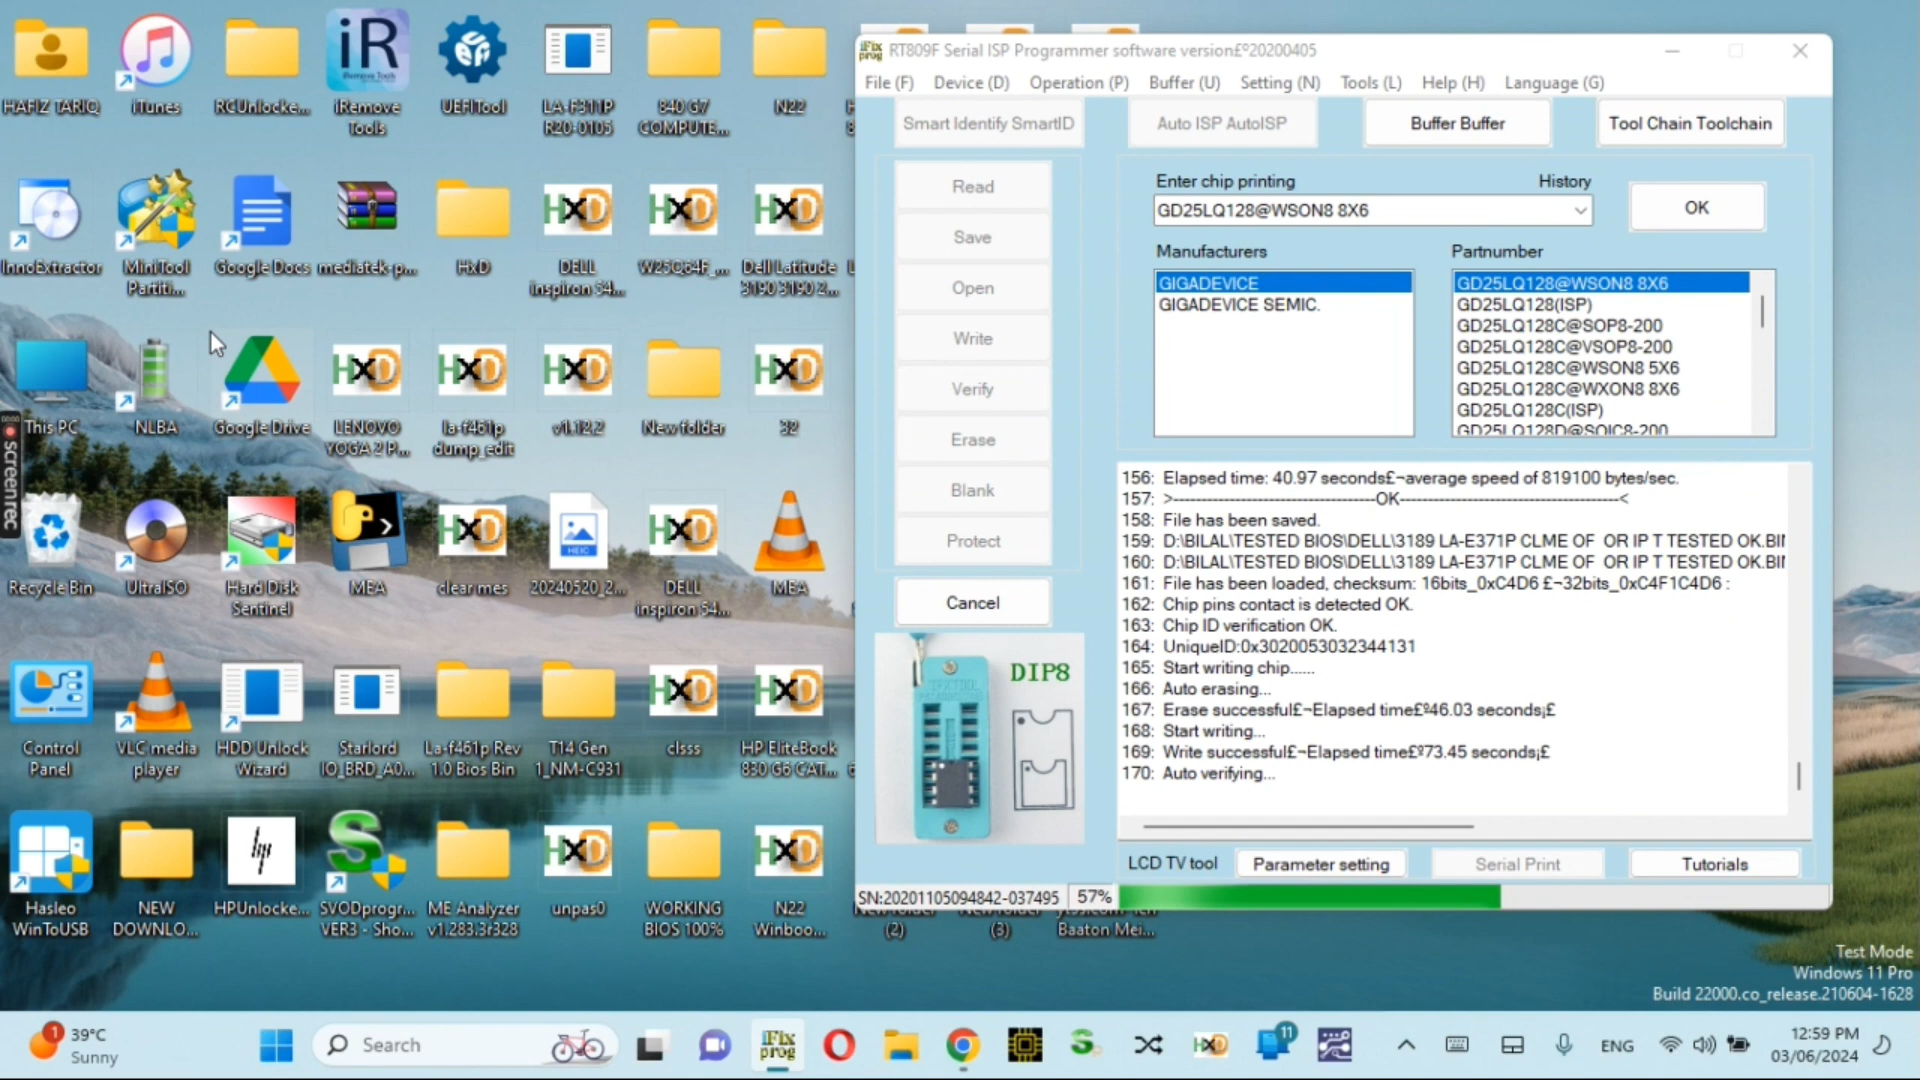 HAFIZ TARIQ
iTunes
RCUnlocke...
iRemove
Tools
UEFITool
LA-F311P
R20-0105
840 G7
COMPUTE...
N22
InnoExtractor
MiniTool
Partiti...
Google Docs
mediatek-p...
HxD
DELL
inspiron 54...
W25Q64F_...
Dell Latitude
3190 3190 2...
This PC
NLBA
Google Drive
LENOVO
YOGA 2 P...
la-f461p
dump_edit
v1.12.2
New folder
32
Recycle Bin
UltraISO
Hard Disk
Sentinel
MEA
clear mes
20240520_2...
DELL
inspiron 54...
MEA
Control
Panel
VLC media
player
HDD Unlock
Wizard
Starlord
IO_BRD_A0...
La-f461p Rev
1.0 Bios Bin
T14 Gen
1_NM-C931
clsss
HP EliteBook
830 G6 CAT...
Hasleo
WinToUSB
NEW
DOWNLO...
HPUnlocke...
SVODprogr...
VER3 - Sho...
ME Analyzer
v1.283.3r328
unpas0
WORKING
BIOS 100%
N22
Winboo...
(2)
(3)
Baaton Mei...
screenrec
iFix
prog
RT809F Serial ISP Programmer software version£º20200405
File (F) Device (D) Operation (P) Buffer (U) Setting (N) Tools (L) Help (H) Language (G)
Smart Identify SmartID
Auto ISP AutoISP
Buffer Buffer
Tool Chain Toolchain
Read
Save
Open
Write
Verify
Erase
Blank
Protect
Cancel
Enter chip printing
History
GD25LQ128@WSON8 8X6
OK
Manufacturers
Partnumber
GIGADEVICE
GIGADEVICE SEMIC.
GD25LQ128@WSON8 8X6
GD25LQ128(ISP)
GD25LQ128C@SOP8-200
GD25LQ128C@VSOP8-200
GD25LQ128C@WSON8 5X6
GD25LQ128C@WXON8 8X6
GD25LQ128C(ISP)
GD25LQ128D@SOIC8-200
156: Elapsed time: 40.97 seconds£¬average speed of 819100 bytes/sec.
157: >------------------------------OK--------------------------------<
158: File has been saved.
159: D:\BILAL\TESTED BIOS\DELL\3189 LA-E371P CLME OF OR IP T TESTED OK.BIN
160: D:\BILAL\TESTED BIOS\DELL\3189 LA-E371P CLME OF OR IP T TESTED OK.BIN
161: File has been loaded, checksum: 16bits_0xC4D6 £¬32bits_0xC4F1C4D6 :
162: Chip pins contact is detected OK.
163: Chip ID verification OK.
164: UniqueID:0x3020053032344131
165: Start writing chip......
166: Auto erasing...
167: Erase successful£¬Elapsed time£º46.03 seconds¡£
168: Start writing...
169: Write successful£¬Elapsed time£º73.45 seconds¡£
170: Auto verifying...
DIP8
LCD TV tool
Parameter setting
Serial Print
Tutorials
SN:20201105094842-037495
57%
Test Mode
Windows 11 Pro
Build 22000.co_release.210604-1628
1
39°C
Sunny
Search
iFix
prog
11
ENG
12:59 PM
03/06/2024